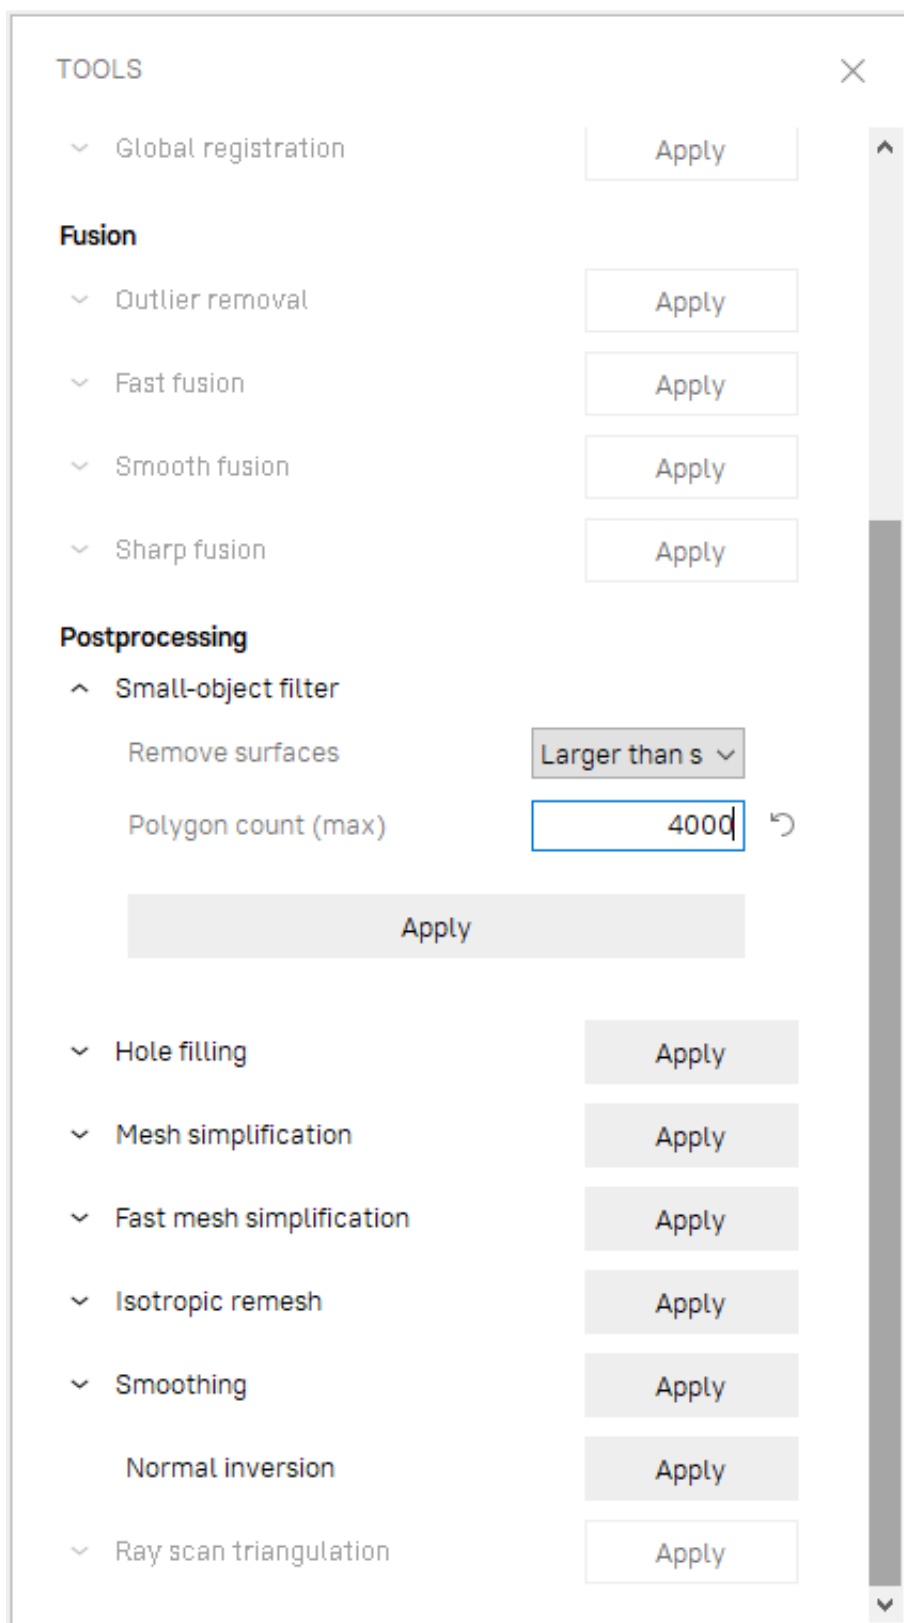 TOOLS
Global registration Apply
Fusion
Outlier removal Apply
Fast fusion Apply
Smooth fusion Apply
Sharp fusion Apply
Postprocessing
Small-object filter
Remove surfaces Larger than s
Polygon count (max) 4000
Apply
Hole filling Apply
Mesh simplification Apply
Fast mesh simplification Apply
Isotropic remesh Apply
Smoothing Apply
Normal inversion Apply
Ray scan triangulation Apply